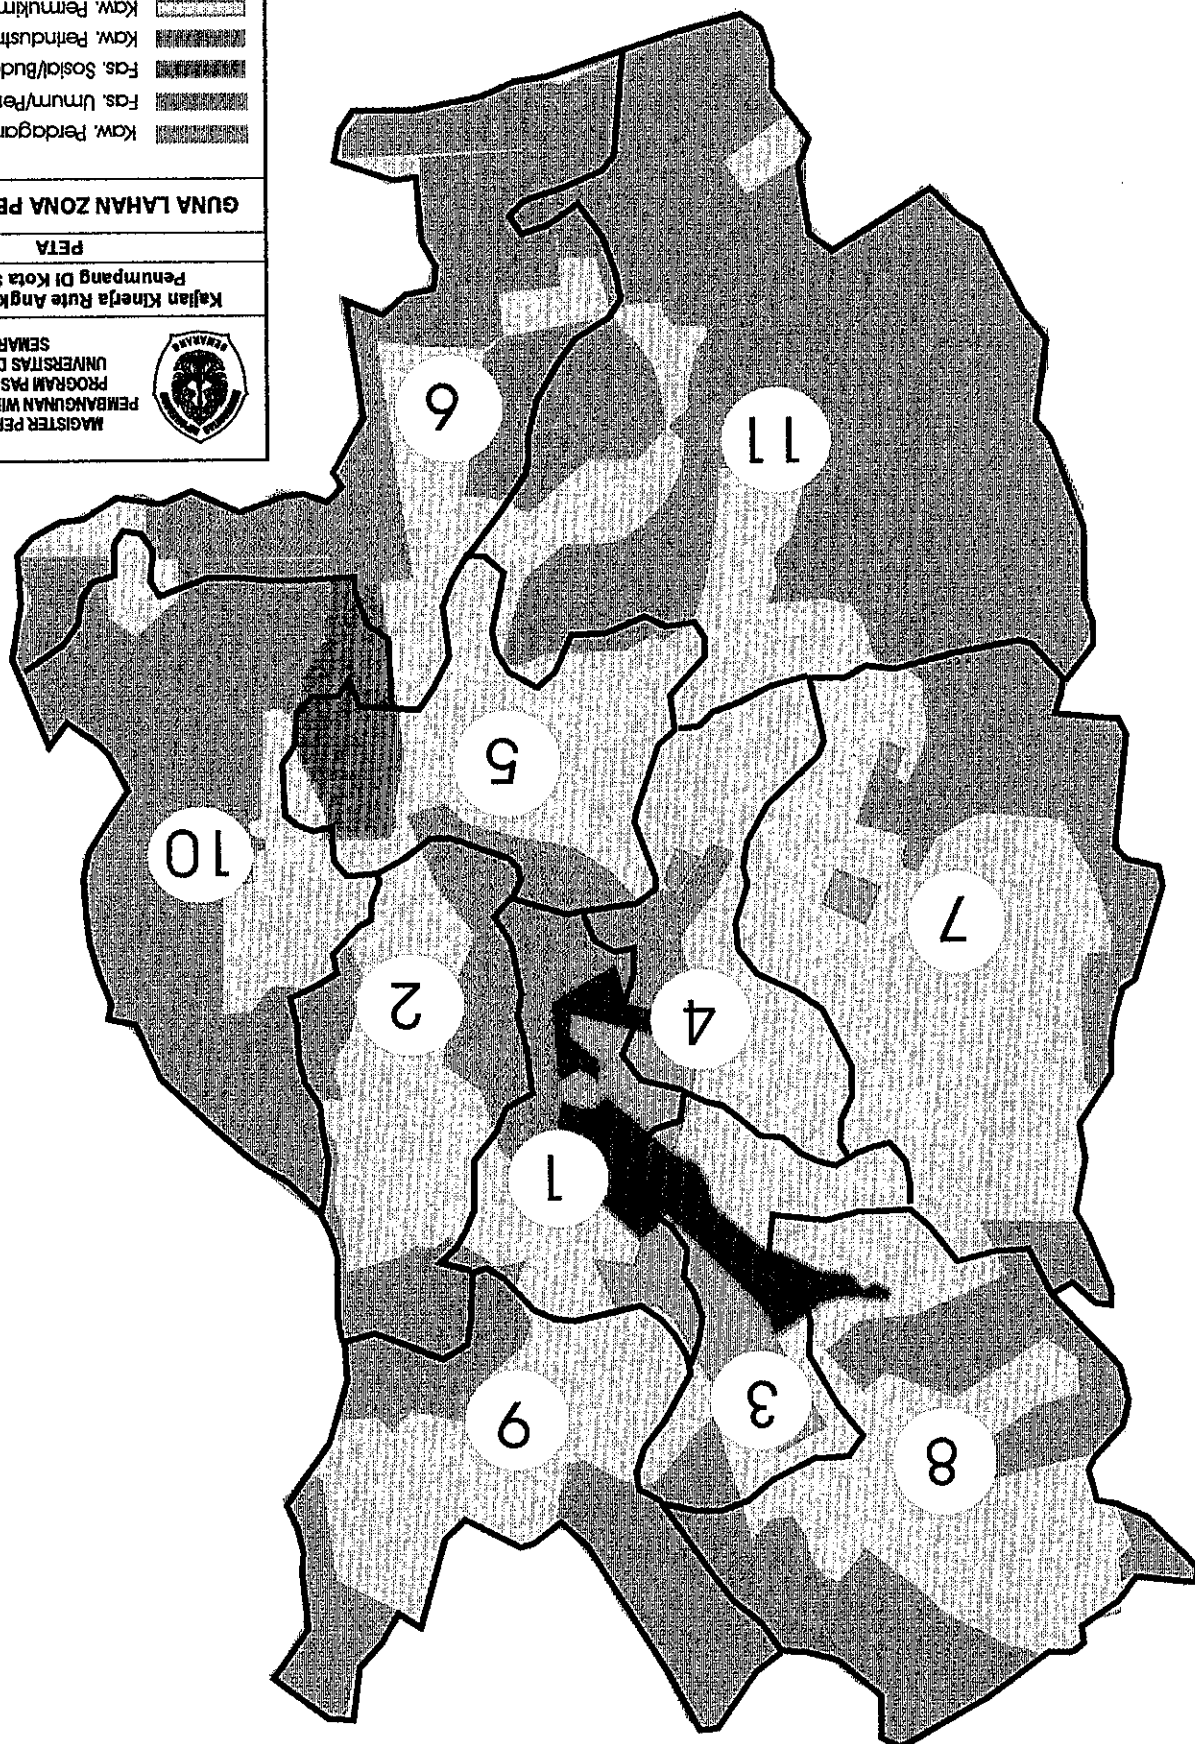 8
9
3
1
4
2
7
10
5
11
6
SEMARANG
MAGISTER PE
PEMBANGUNAN WI
PROGRAM PAS
UNIVERSITAS D
SEMAR
Kajian Kinerja Rute Angk
Penumpang Di Kota S
PETA
GUNA LAHAN ZONA PE
Kaw. Perdagan
Fas. Umum/Per
Fas. Sosial/Bud
Kaw. Perindustr
Kaw. Permukim